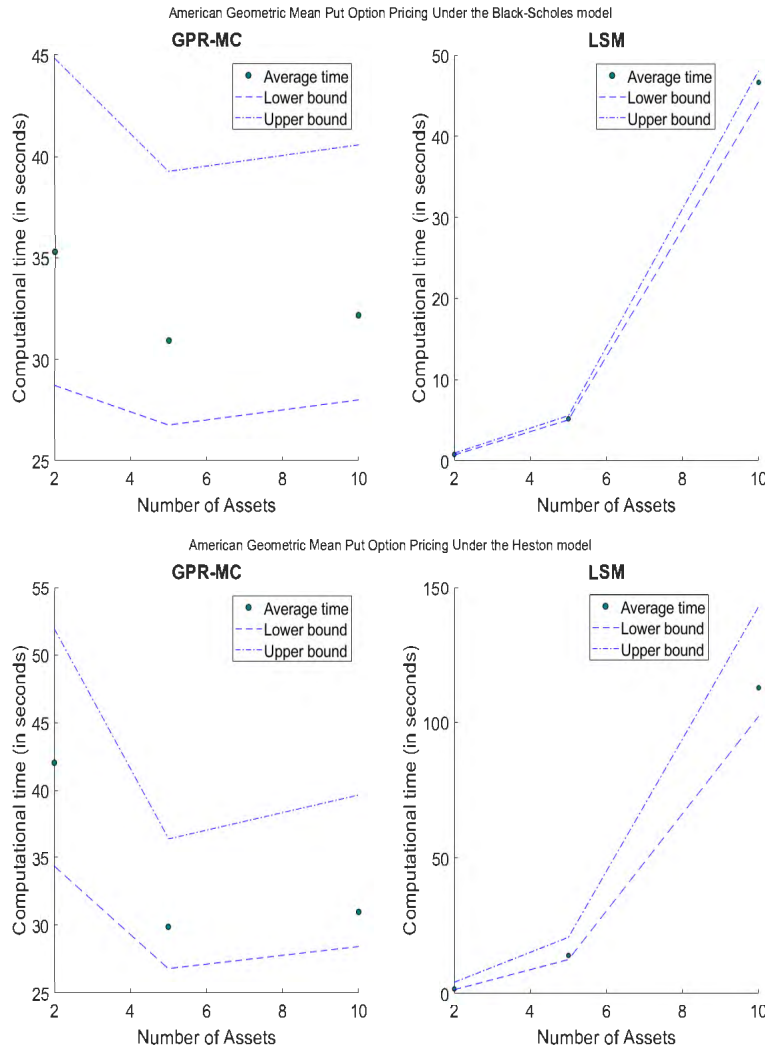 American Geometric Mean Put Option Pricing Under the Black-Scholes model
GPR-MC
45
40
35
30
25
2
4
6
8
10
Computational time (in seconds)
Number of Assets
Average time
Lower bound
Upper bound
LSM
50
40
30
20
10
0
2
4
6
8
10
Computational time (in seconds)
Number of Assets
Average time
Lower bound
Upper bound
American Geometric Mean Put Option Pricing Under the Heston model
GPR-MC
55
50
45
40
35
30
25
2
4
6
8
10
Computational time (in seconds)
Number of Assets
Average time
Lower bound
Upper bound
LSM
150
100
50
0
2
4
6
8
10
Computational time (in seconds)
Number of Assets
Average time
Lower bound
Upper bound